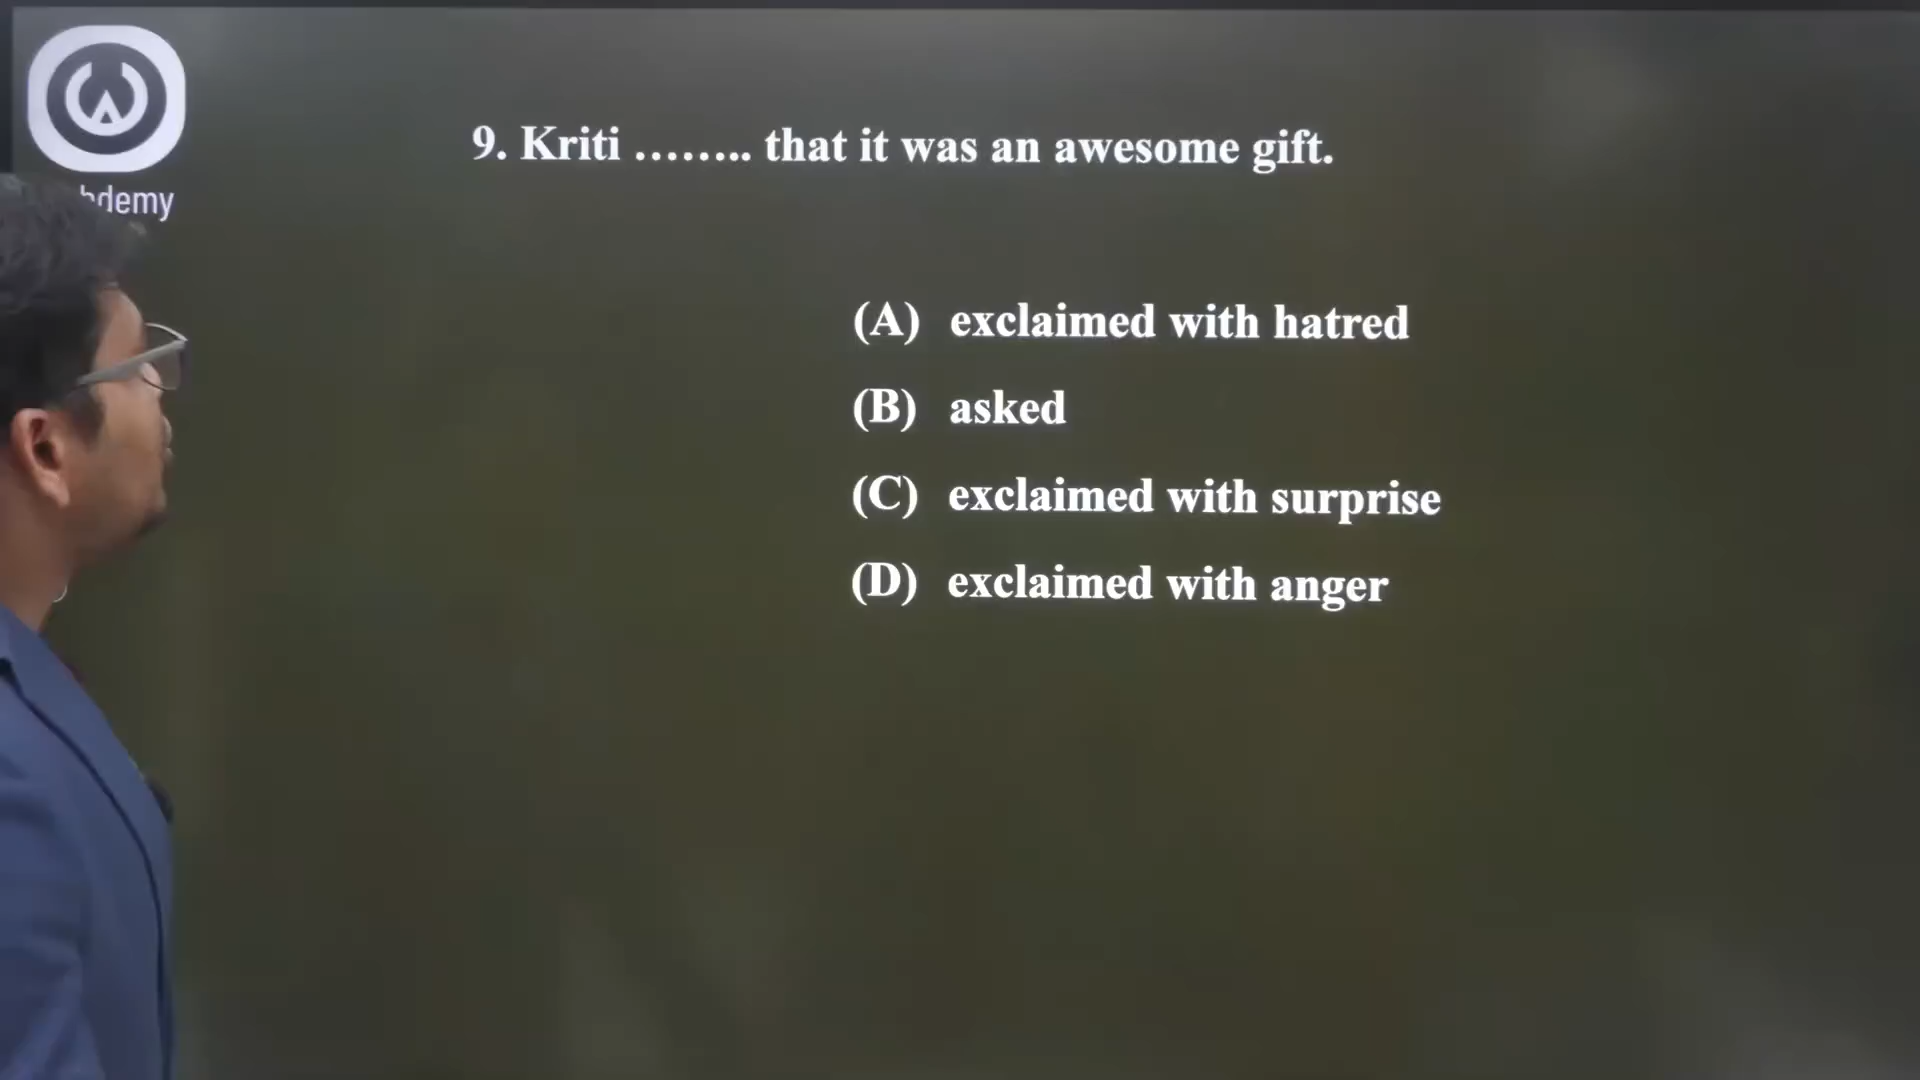 9. Kriti ........ that it was an awesome gift.
(A) exclaimed with hatred
(B) asked
(C) exclaimed with surprise
(D) exclaimed with anger